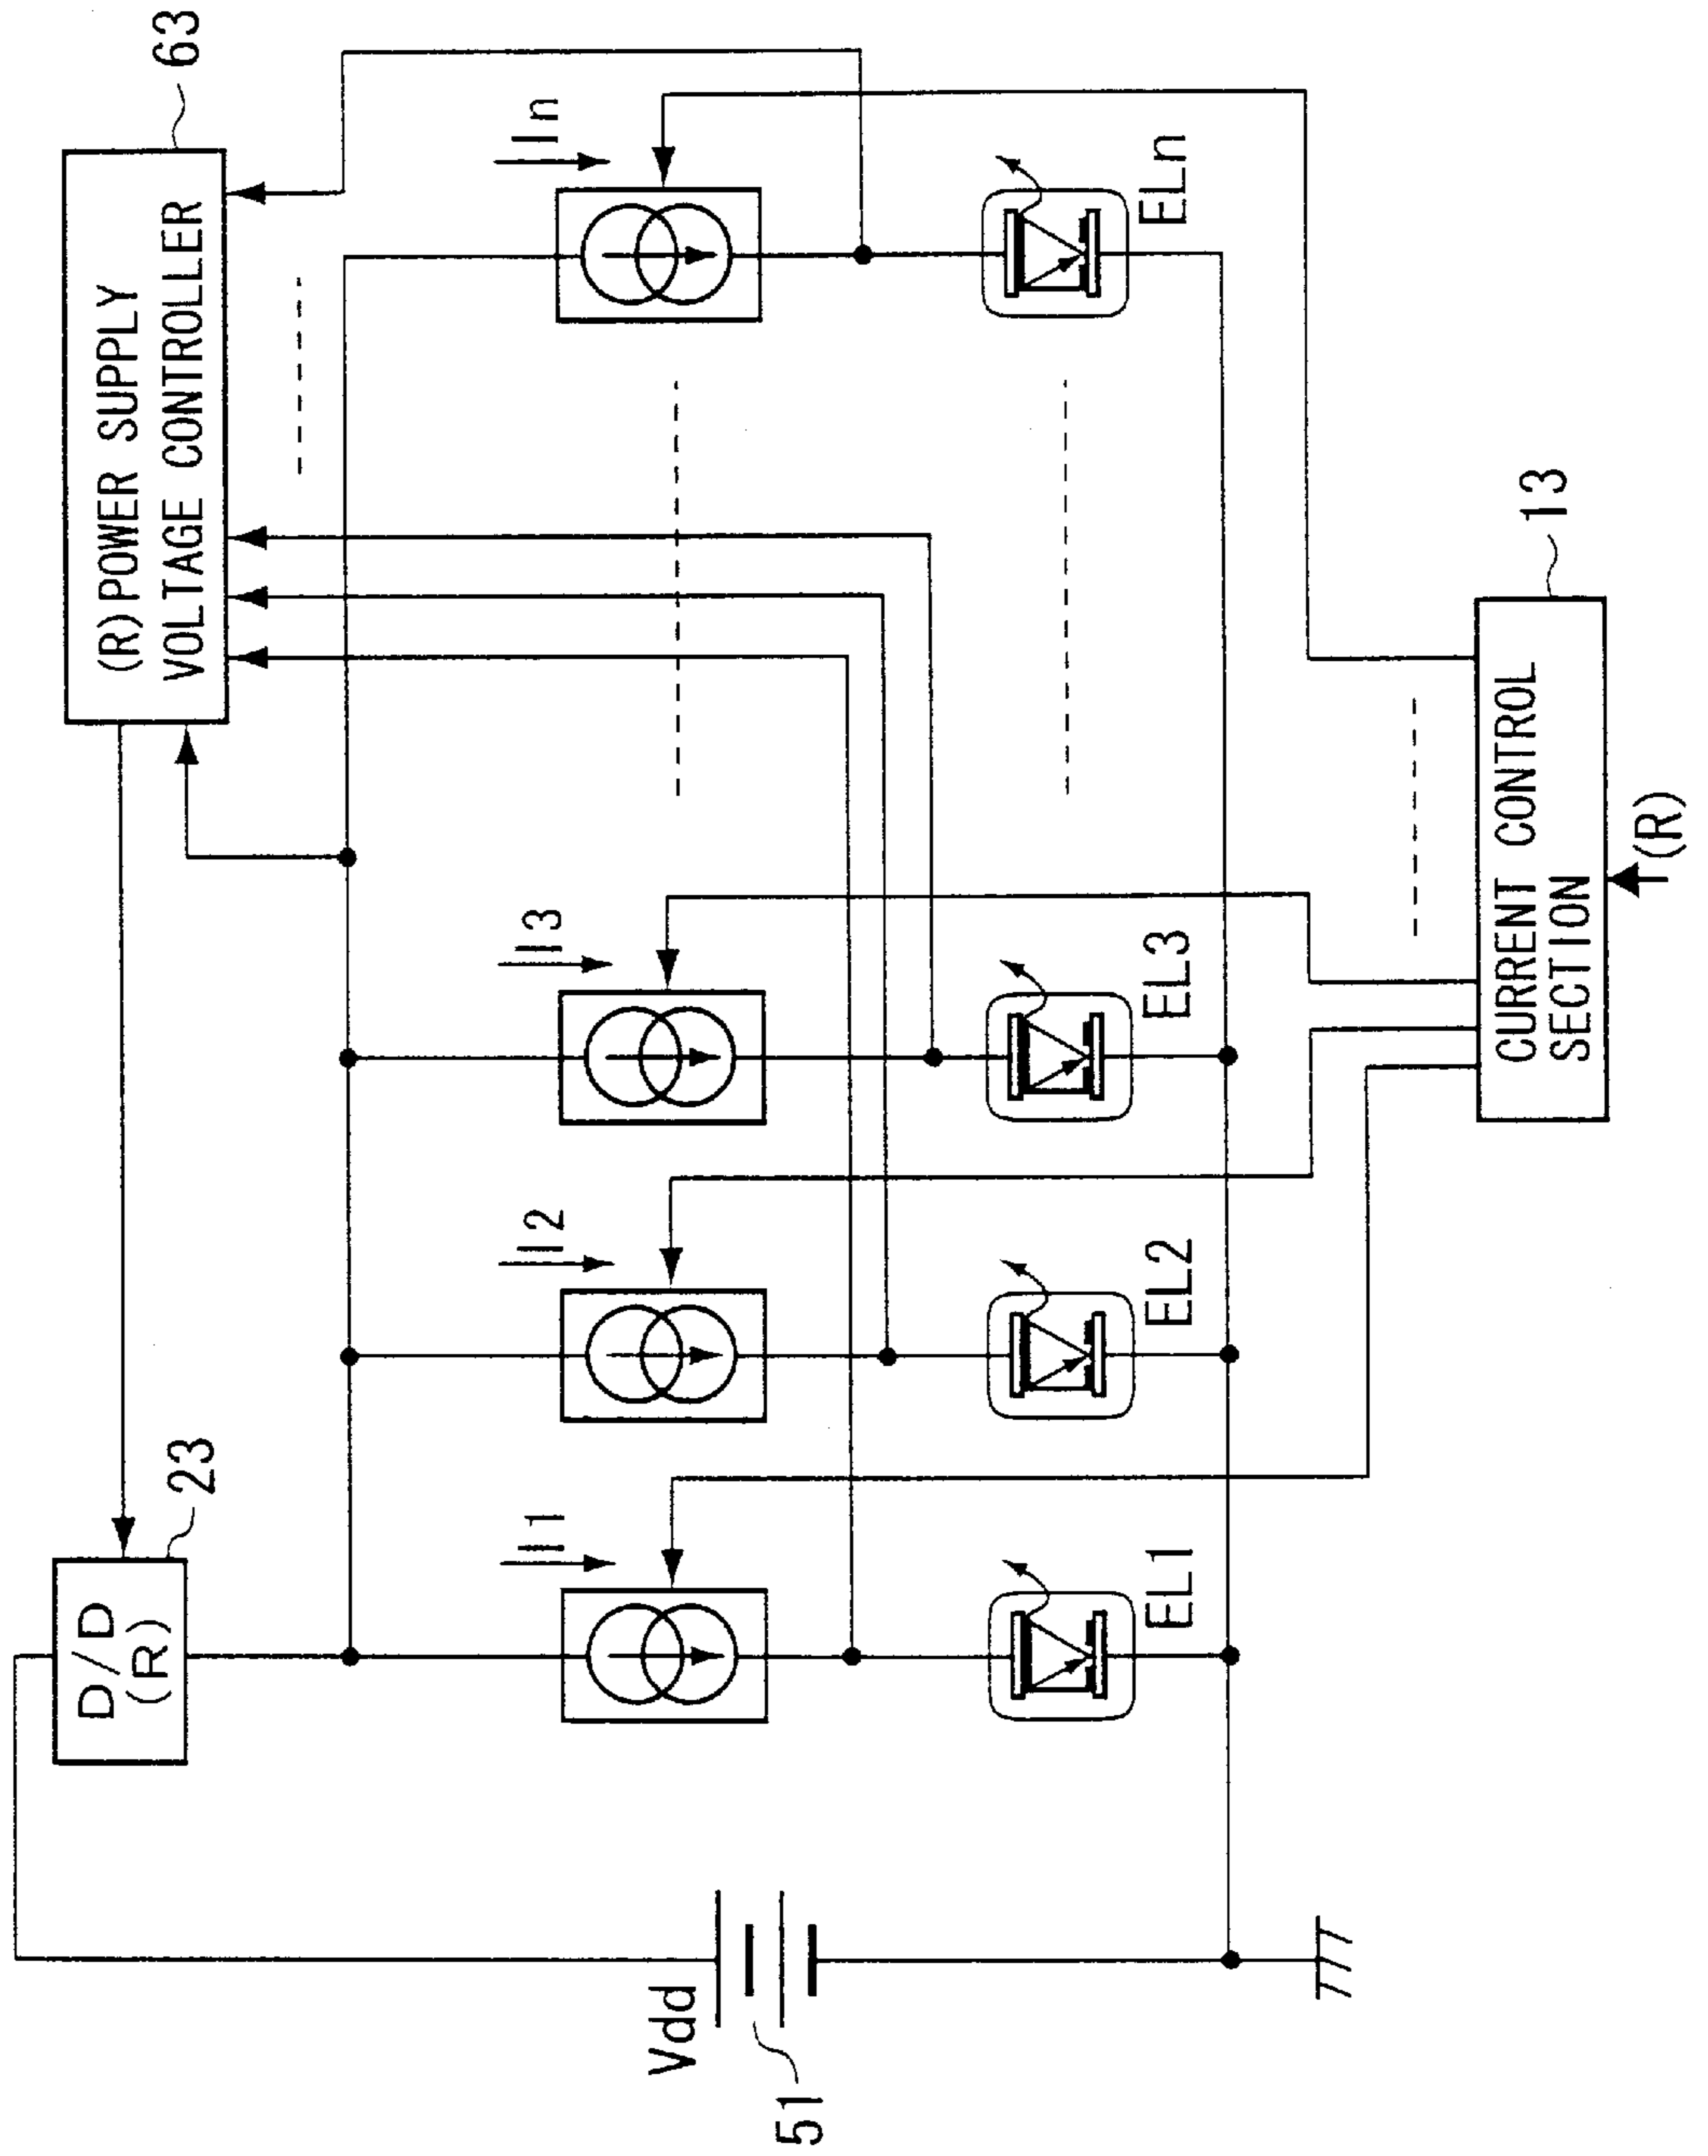 63
(R)POWER SUPPLY
VOLTAGE CONTROLLER
D/D
(R)
23
I1
I2
I3
In
EL1
EL2
EL3
ELn
Vdd
51
CURRENT CONTROL
SECTION
13
(R)